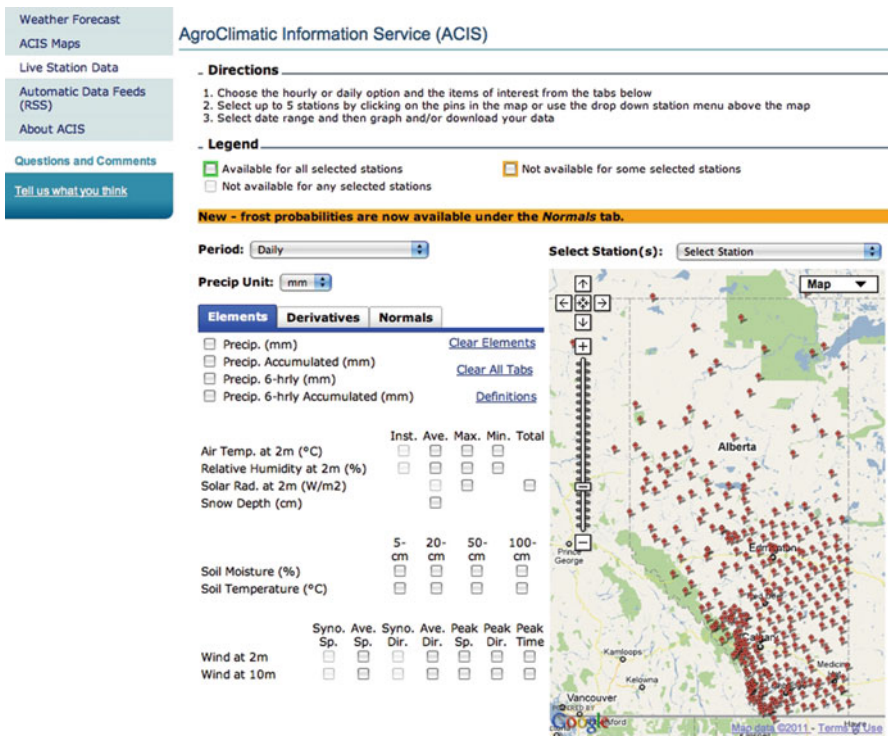 Weather Forecast
ACIS Maps
Live Station Data
Automatic Data Feeds
(RSS)
About ACIS
Questions and Comments
Tell us what you think
AgroClimatic Information Service (ACIS)
Directions
1. Choose the hourly or daily option and the items of interest from the tabs below
2. Select up to 5 stations by clicking on the pins in the map or use the drop down station menu above the map
3. Select date range and then graph and/or download your data
Legend
Available for all selected stations
Not available for some selected stations
Not available for any selected stations
New - frost probabilities are now available under the Normals tab.
Period: Daily
Precip Unit: mm
Elements Derivatives Normals
Precip. (mm) Clear Elements
Precip. Accumulated (mm)
Clear All Tabs
Precip. 6-hrly (mm)
Precip. 6-hrly Accumulated (mm) Definitions
Inst. Ave. Max. Min. Total
Air Temp. at 2m (°C)
Relative Humidity at 2m (%)
Solar Rad. at 2m (W/m2)
Snow Depth (cm)
5- 20- 50- 100-
cm cm cm cm
Soil Moisture (%)
Soil Temperature (°C)
Syno. Ave. Syno. Ave. Peak Peak Peak
Sp. Sp. Dir. Dir. Sp. Dir. Time
Wind at 2m
Wind at 10m
Select Station(s): Select Station
Map
Alberta
Prince
George
Edmonton
Calgary
Kamloops
Medicine
Kelowna
Vancouver
POWERED BY
Google
Map data ©2011 - Terms of Use